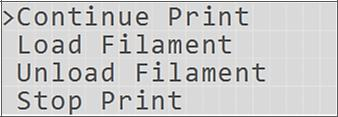 >Continue Print
Load Filament
Unload Filament
Stop Print